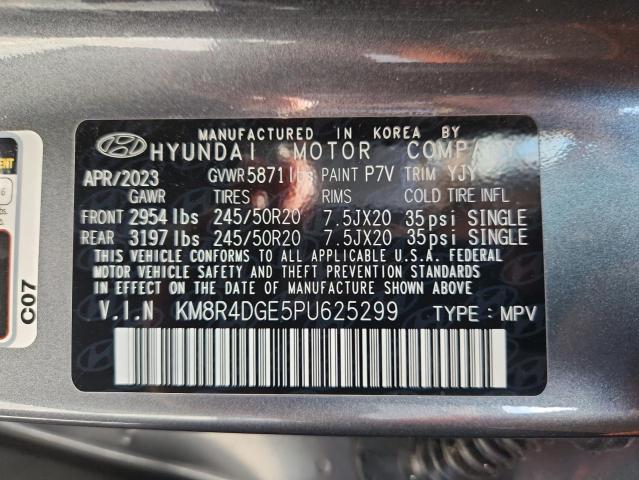 MANUFACTURED IN KOREA BY
HYUNDAI MOTOR COMPANY
APR/2023 GVWR 5871 lbs PAINT P7V TRIM YJY
GAWR TIRES RIMS COLD TIRE INFL
FRONT 2954 lbs 245/50R20 7.5JX20 35psi SINGLE
REAR 3197 lbs 245/50R20 7.5JX20 35psi SINGLE
THIS VEHICLE CONFORMS TO ALL APPLICABLE U.S.A. FEDERAL
MOTOR VEHICLE SAFETY AND THEFT PREVENTION STANDARDS
IN EFFECT ON THE DATE OF MANUFACTURE SHOWN ABOVE
V.I.N KM8R4DGE5PU625299 TYPE : MPV
C07